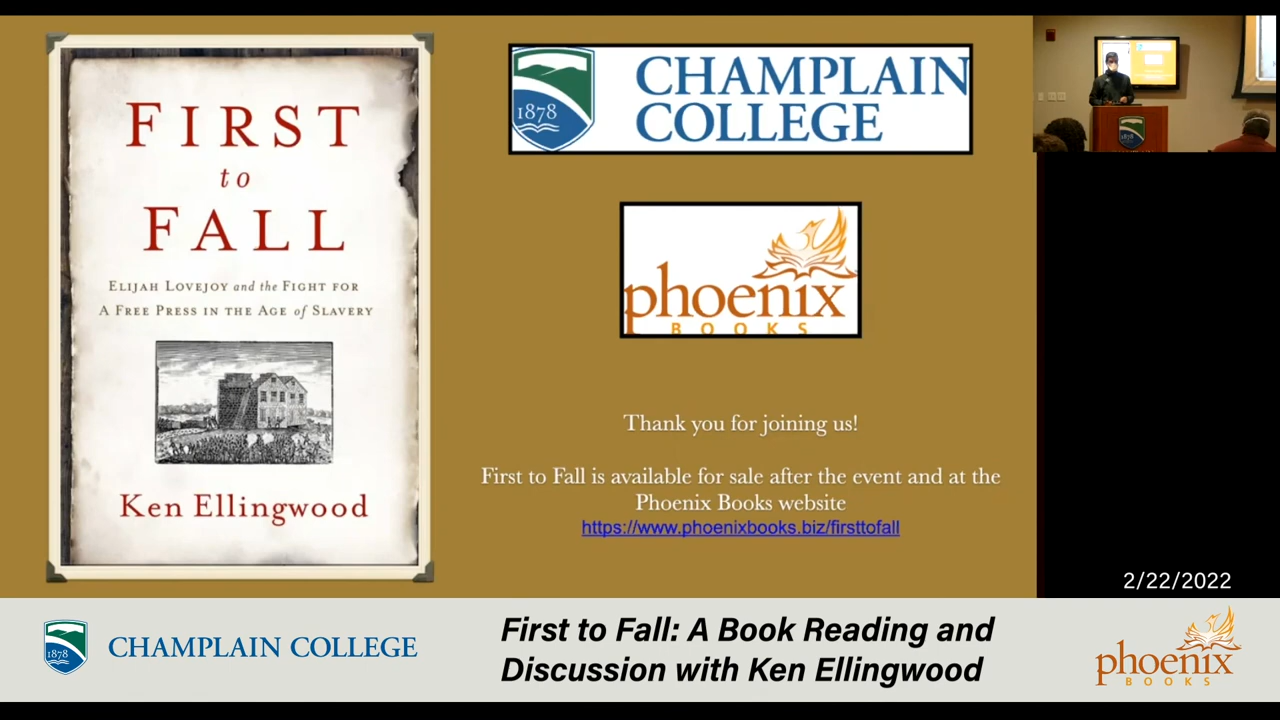 FIRST
to
FALL
ELIJAH LOVEJOY and the FIGHT FOR
A FREE PRESS IN THE AGE of SLAVERY
Ken Ellingwood
1878
CHAMPLAIN
COLLEGE
phoenix
BOOKS
Thank you for joining us!
First to Fall is available for sale after the event and at the
Phoenix Books website
https://www.phoenixbooks.biz/firsttofall
1878
2/22/2022
1878
CHAMPLAIN COLLEGE
First to Fall: A Book Reading and
Discussion with Ken Ellingwood
phoenix
BOOKS